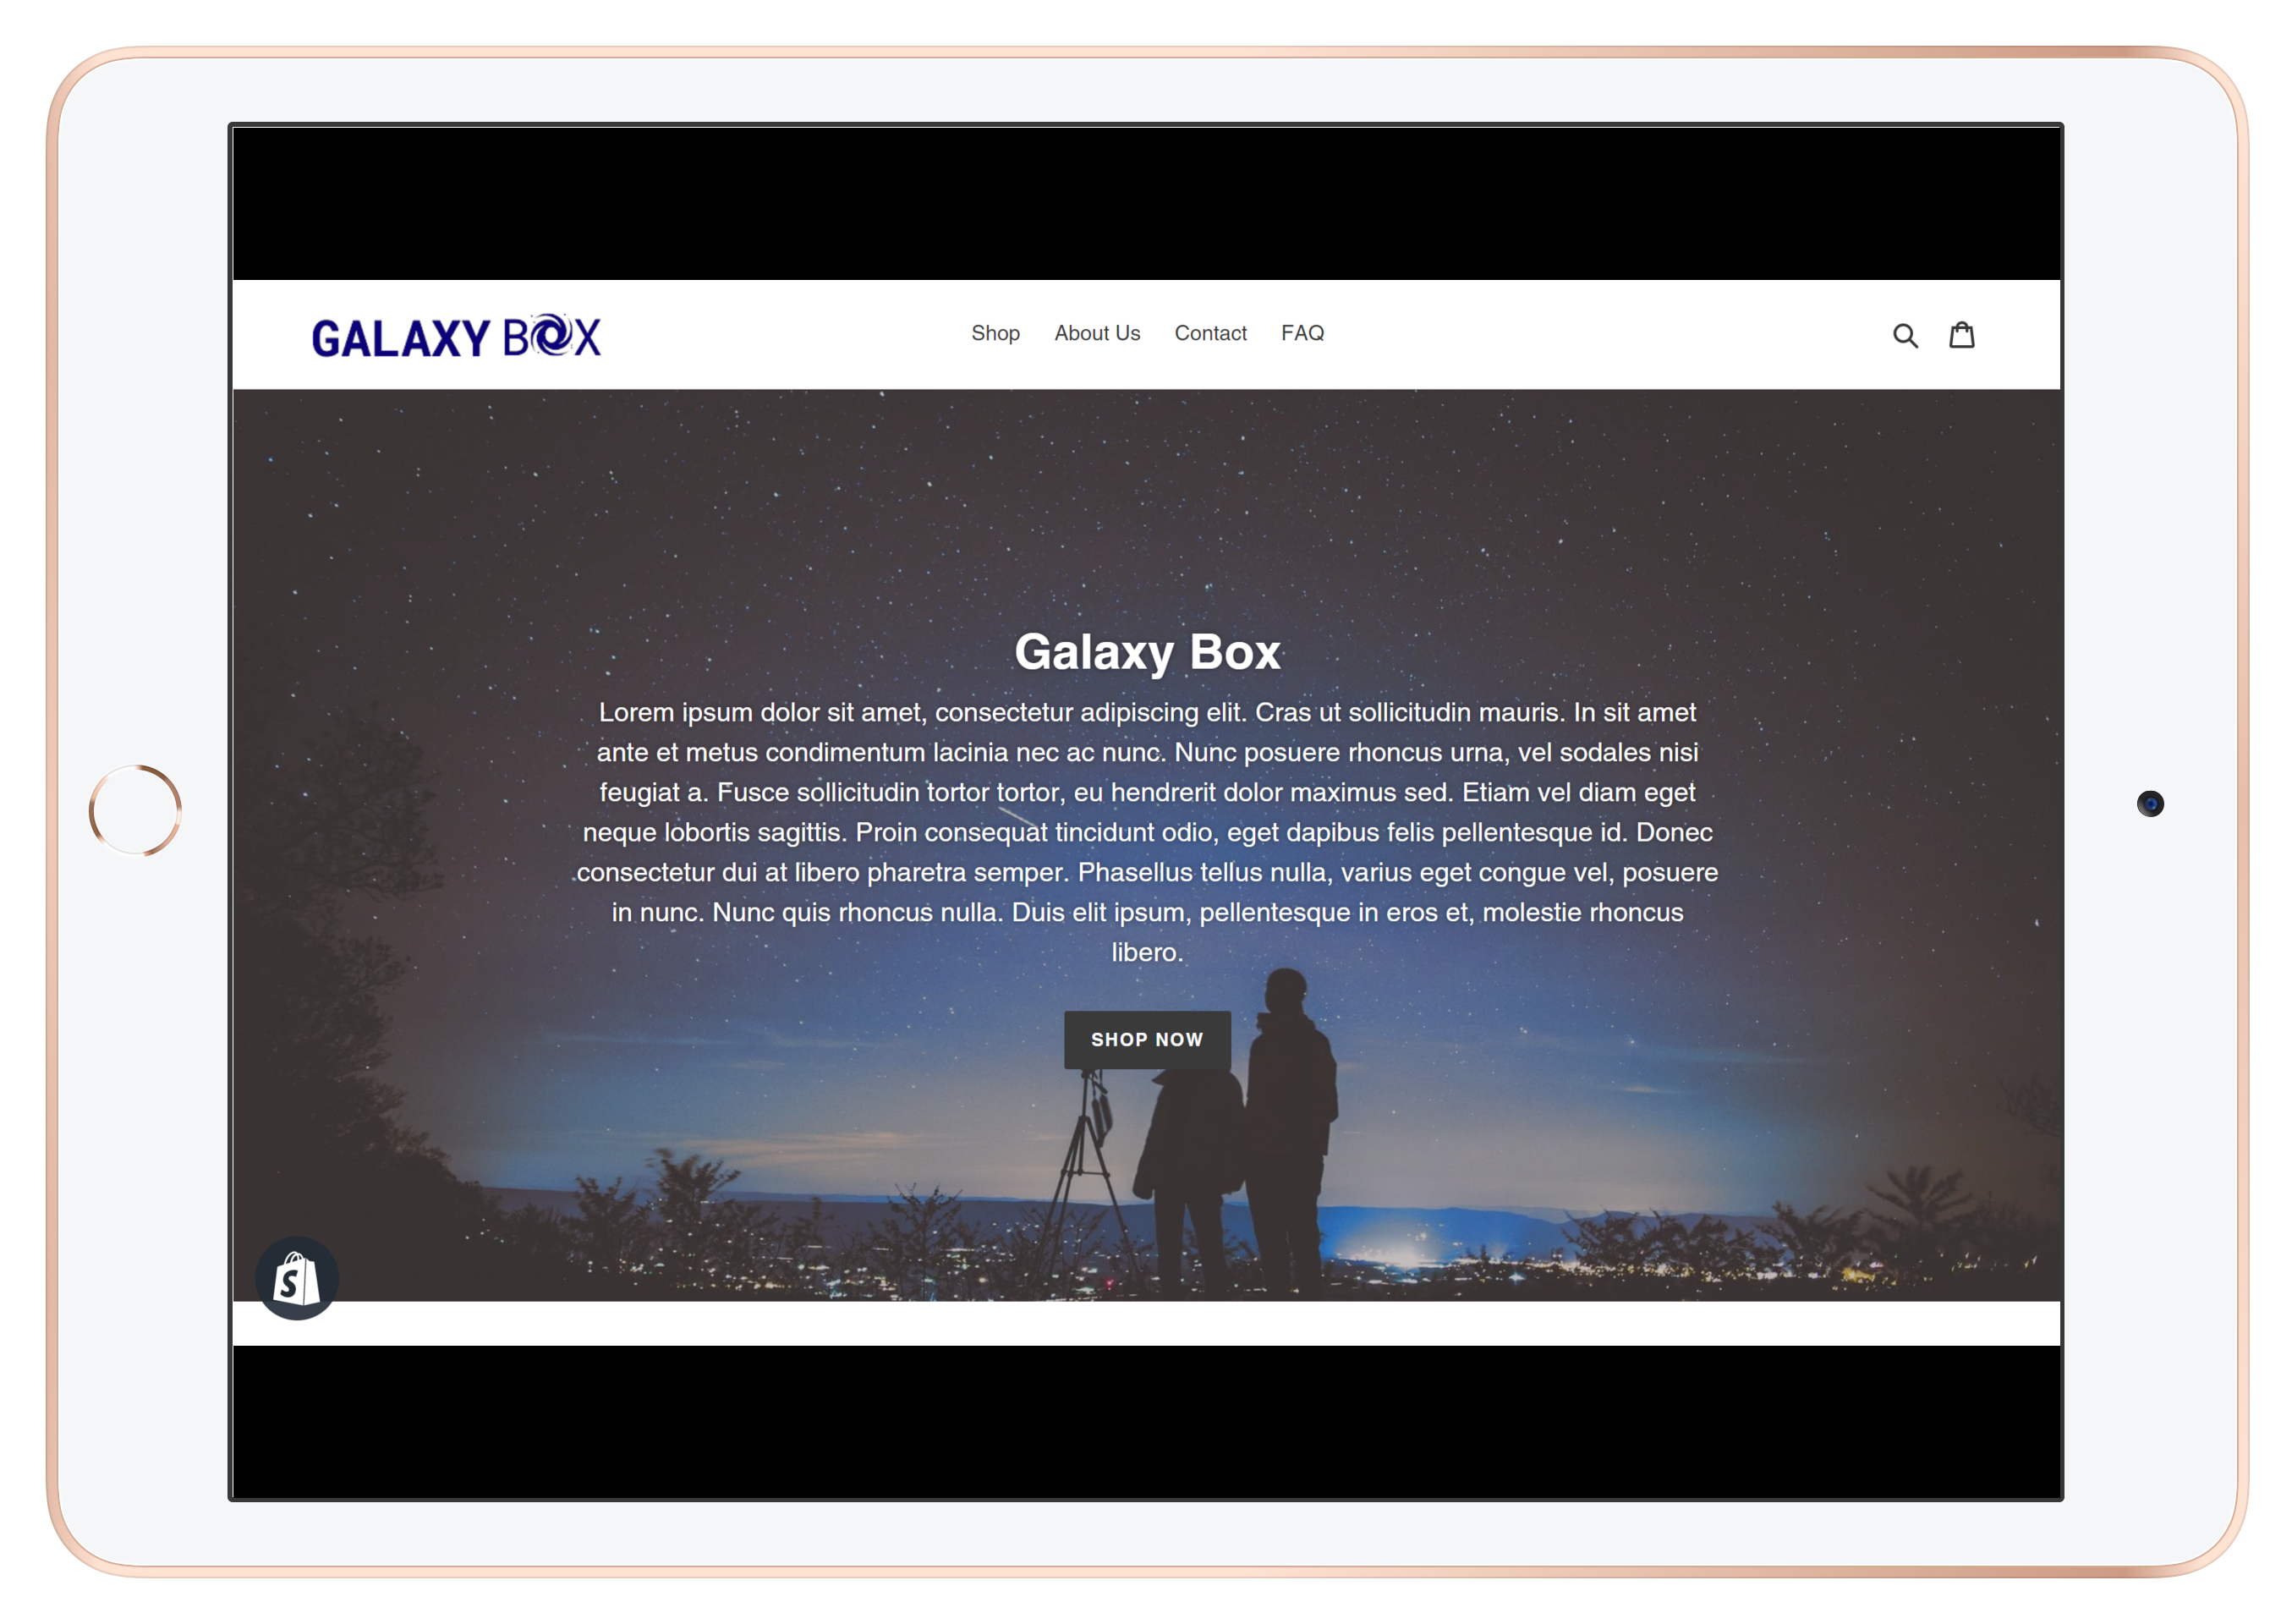 GALAXY BOX
Shop About Us Contact FAQ
Galaxy Box
Lorem ipsum dolor sit amet, consectetur adipiscing elit. Cras ut sollicitudin mauris. In sit amet
ante et metus condimentum lacinia nec ac nunc. Nunc posuere rhoncus urna, vel sodales nisi
feugiat a. Fusce sollicitudin tortor tortor, eu hendrerit dolor maximus sed. Etiam vel diam eget
neque lobortis sagittis. Proin consequat tincidunt odio, eget dapibus felis pellentesque id. Donec
consectetur dui at libero pharetra semper. Phasellus tellus nulla, varius eget congue vel, posuere
in nunc. Nunc quis rhoncus nulla. Duis elit ipsum, pellentesque in eros et, molestie rhoncus
libero.
SHOP NOW
S